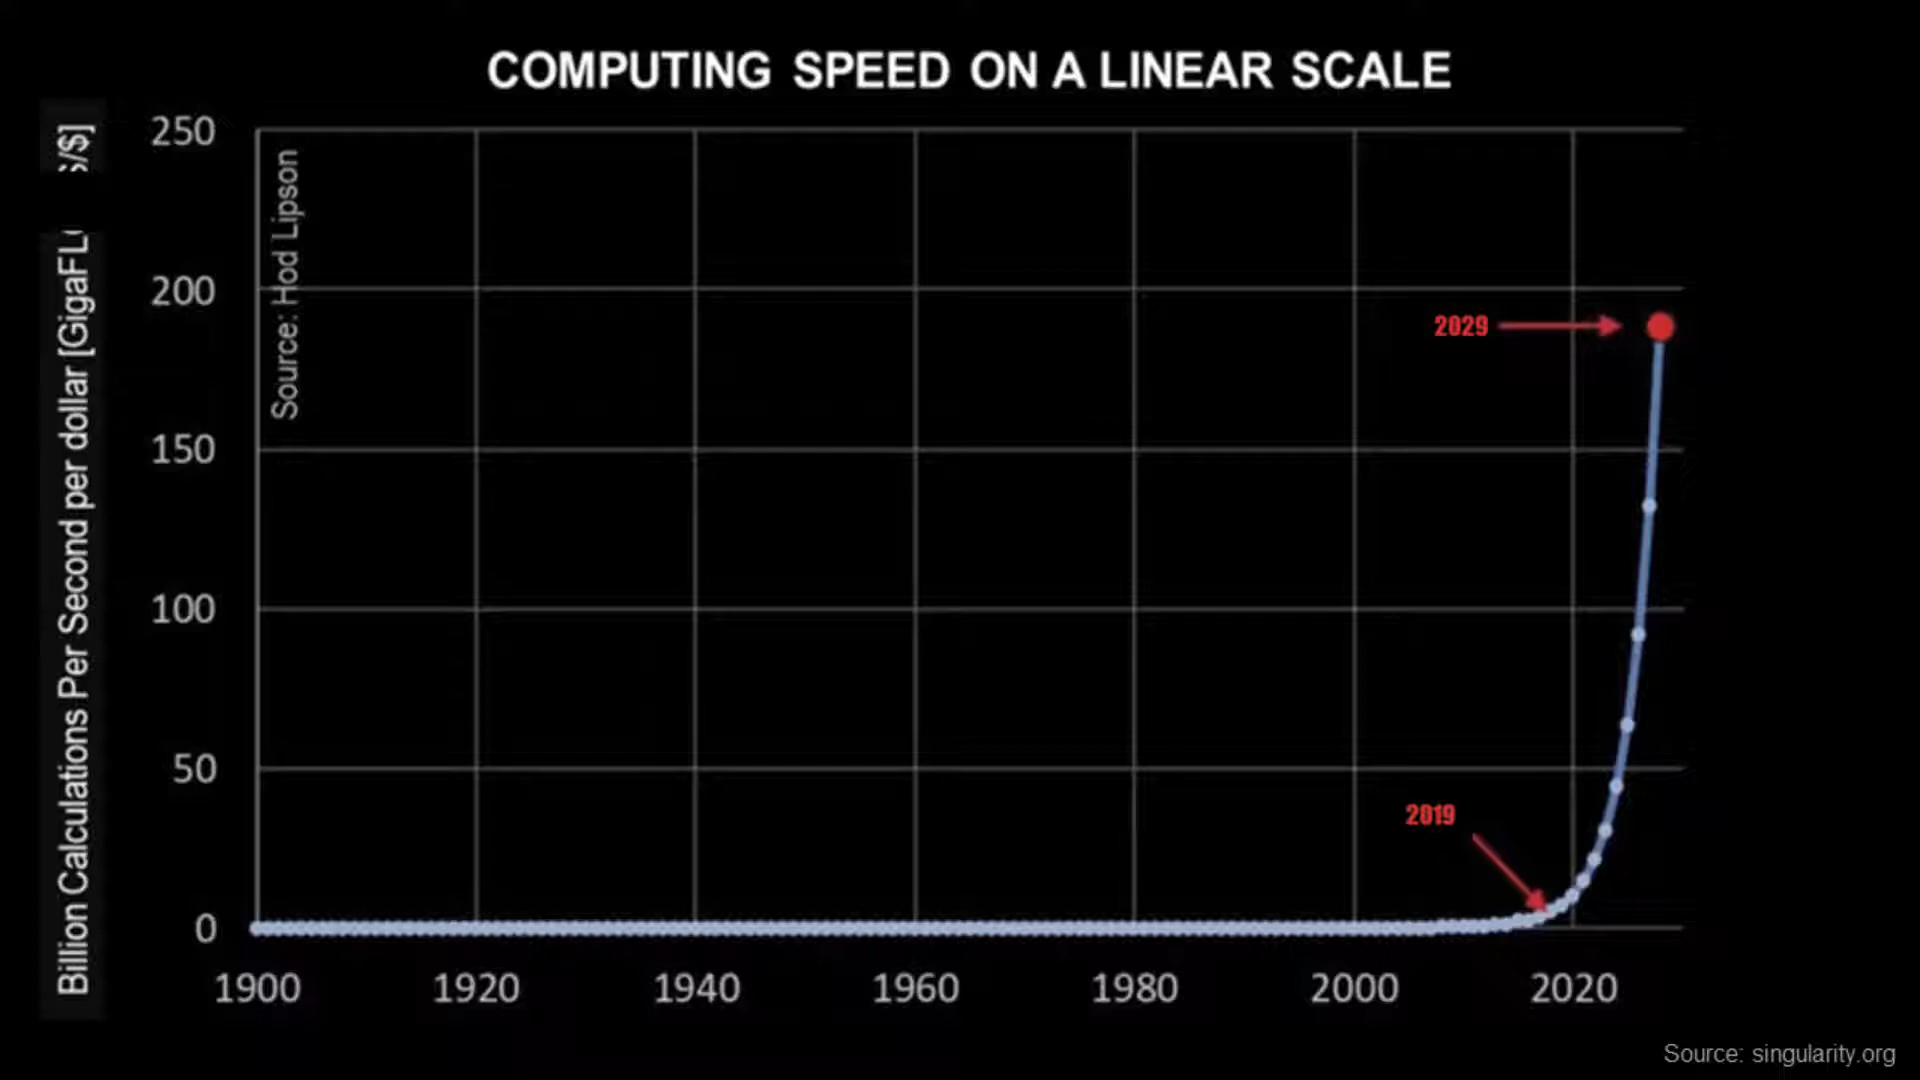 COMPUTING SPEED ON A LINEAR SCALE
Billion Calculations Per Second per dollar [GigaFL
/$]
250
200
150
100
50
0
Source: Hod Lipson
2029
2019
1900 1920 1940 1960 1980 2000 2020
Source: singularity.org